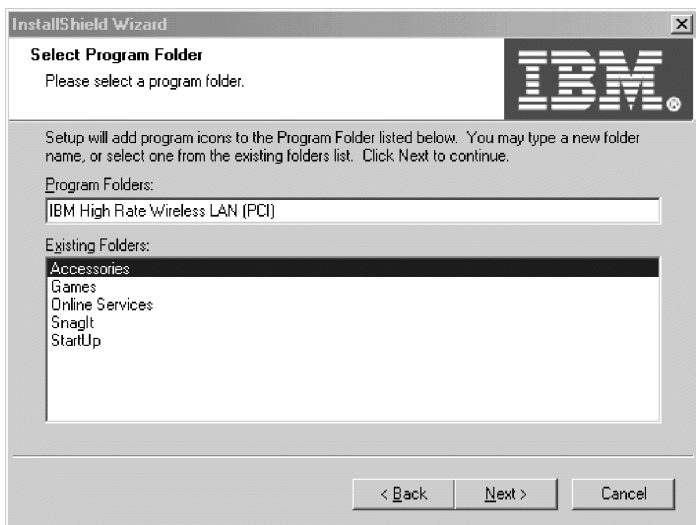 InstallShield Wizard
Select Program Folder
Please select a program folder.
IBM®
Setup will add program icons to the Program Folder listed below. You may type a new folder
name, or select one from the existing folders list. Click Next to continue.
Program Folders:
IBM High Rate Wireless LAN (PCI)
Existing Folders:
Accessories
Games
Online Services
SnagIt
StartUp
< Back
Next >
Cancel